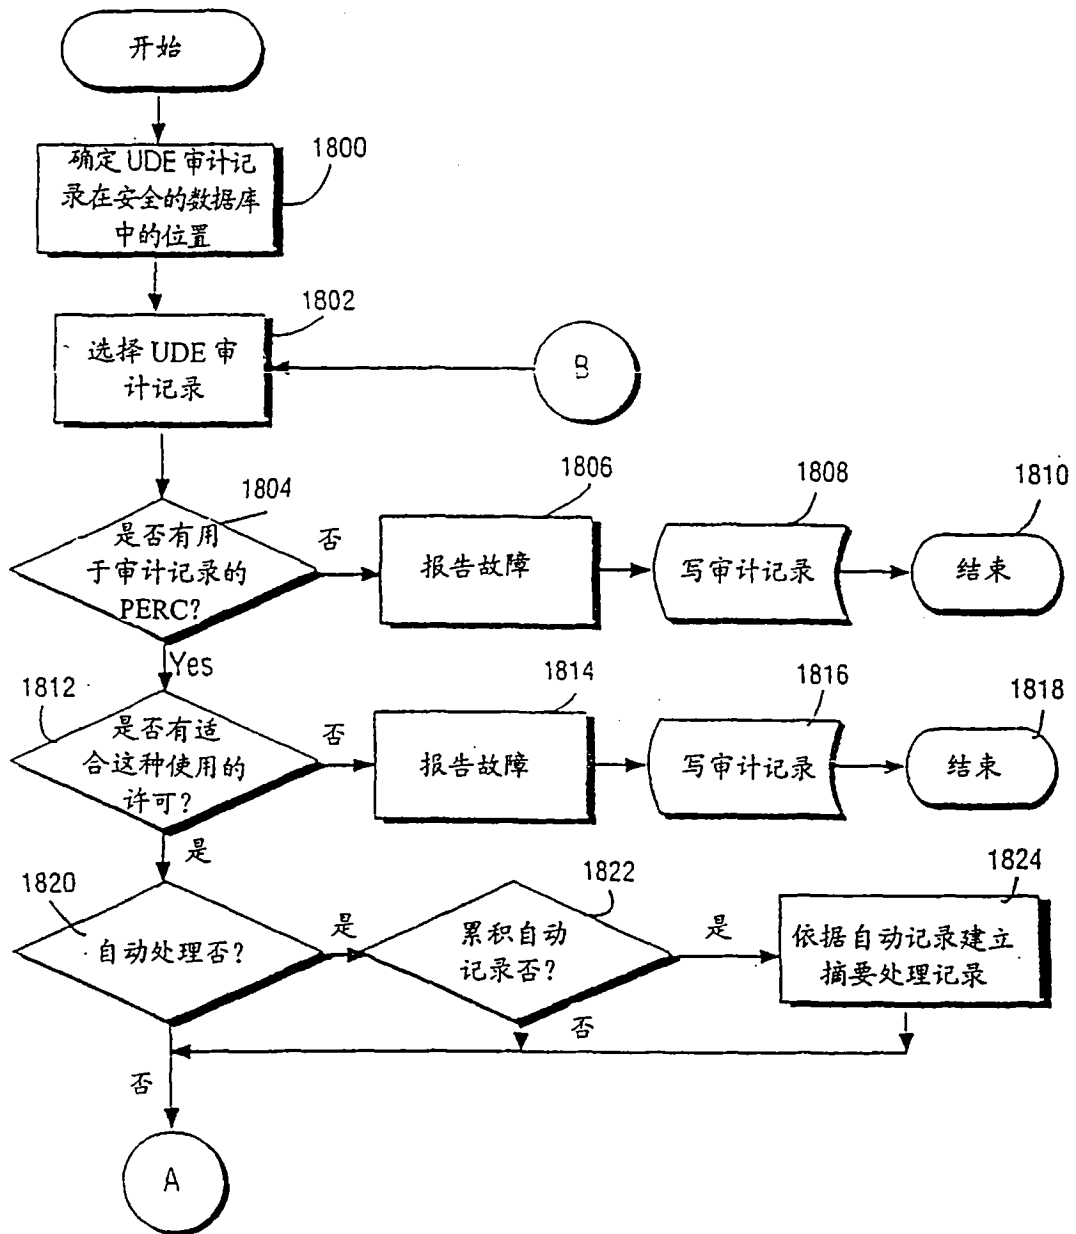 开始
1800
确定UDE审计记
录在安全的数据库
中的位置
1802
选择UDE审
计记录
B
1804
是否有用
于审计记录的
PERC?
否
1806
报告故障
1808
写审计记录
1810
结束
Yes
1812
是否有适
合这种使用的
许可?
否
1814
报告故障
1816
写审计记录
1818
结束
是
1820
自动处理否?
是
1822
累积自动
记录否?
是
1824
依据自动记录建立
摘要处理记录
否
否
A